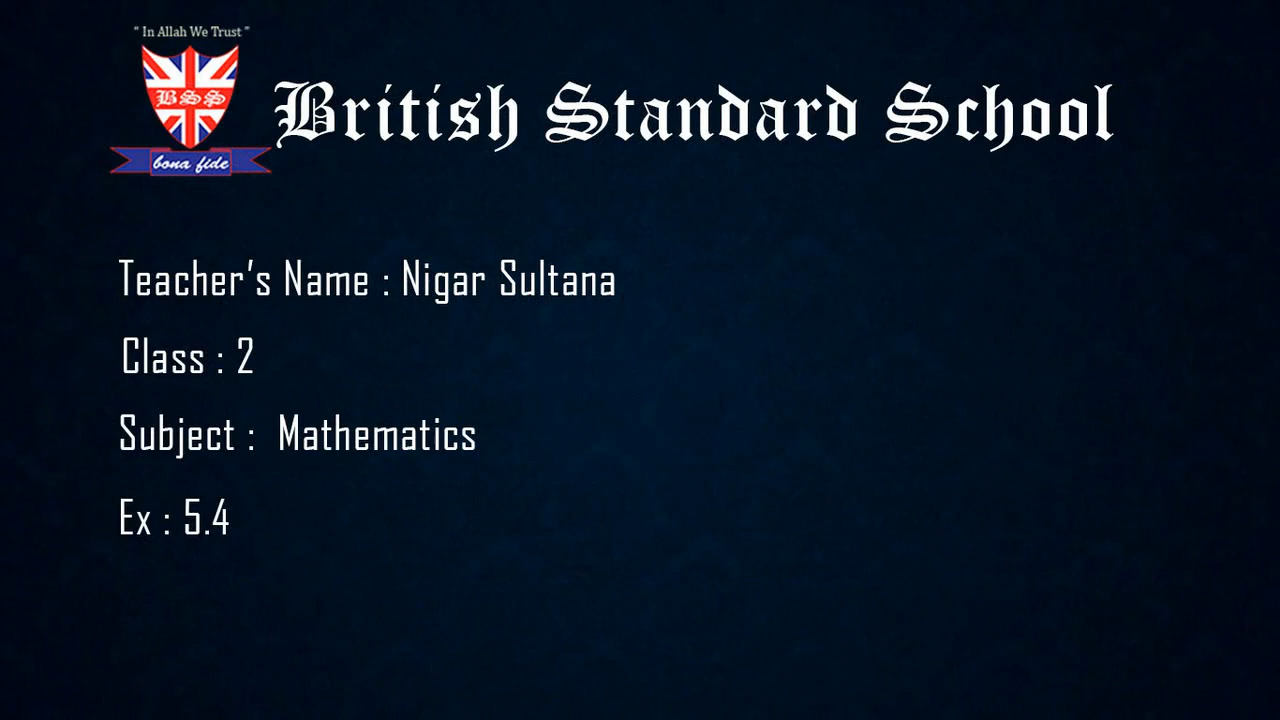 “ In Allah We Trust ”
BSS
bona fide
British Standard School
Teacher’s Name : Nigar Sultana
Class : 2
Subject : Mathematics
Ex : 5.4